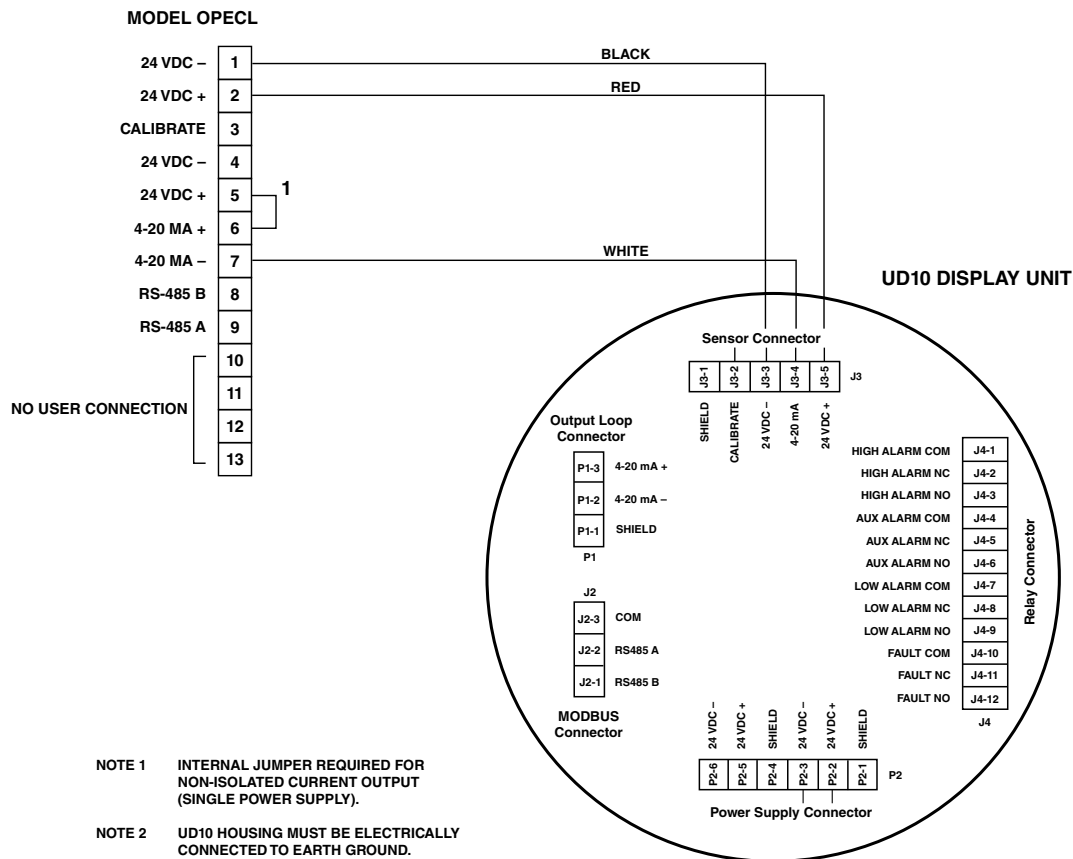 MODEL OPECL
24 VDC – 1
24 VDC + 2
CALIBRATE 3
24 VDC – 4
24 VDC + 5
4-20 MA + 6
4-20 MA – 7
RS-485 B 8
RS-485 A 9
10
11
12
13
NO USER CONNECTION
1
BLACK
RED
WHITE
UD10 DISPLAY UNIT
Sensor Connector
J3-1 J3-2 J3-3 J3-4 J3-5 J3
SHIELD
CALIBRATE
24 VDC –
4-20 mA
24 VDC +
Output Loop
Connector
P1-3 4-20 mA +
P1-2 4-20 mA –
P1-1 SHIELD
P1
J2
J2-3 COM
J2-2 RS485 A
J2-1 RS485 B
MODBUS
Connector
HIGH ALARM COM J4-1
HIGH ALARM NC J4-2
HIGH ALARM NO J4-3
AUX ALARM COM J4-4
AUX ALARM NC J4-5
AUX ALARM NO J4-6
LOW ALARM COM J4-7
LOW ALARM NC J4-8
LOW ALARM NO J4-9
FAULT COM J4-10
FAULT NC J4-11
FAULT NO J4-12
J4
Relay Connector
24 VDC –
24 VDC +
SHIELD
24 VDC –
24 VDC +
SHIELD
P2-6 P2-5 P2-4 P2-3 P2-2 P2-1 P2
Power Supply Connector
NOTE 1 INTERNAL JUMPER REQUIRED FOR
NON-ISOLATED CURRENT OUTPUT
(SINGLE POWER SUPPLY).
NOTE 2 UD10 HOUSING MUST BE ELECTRICALLY
CONNECTED TO EARTH GROUND.